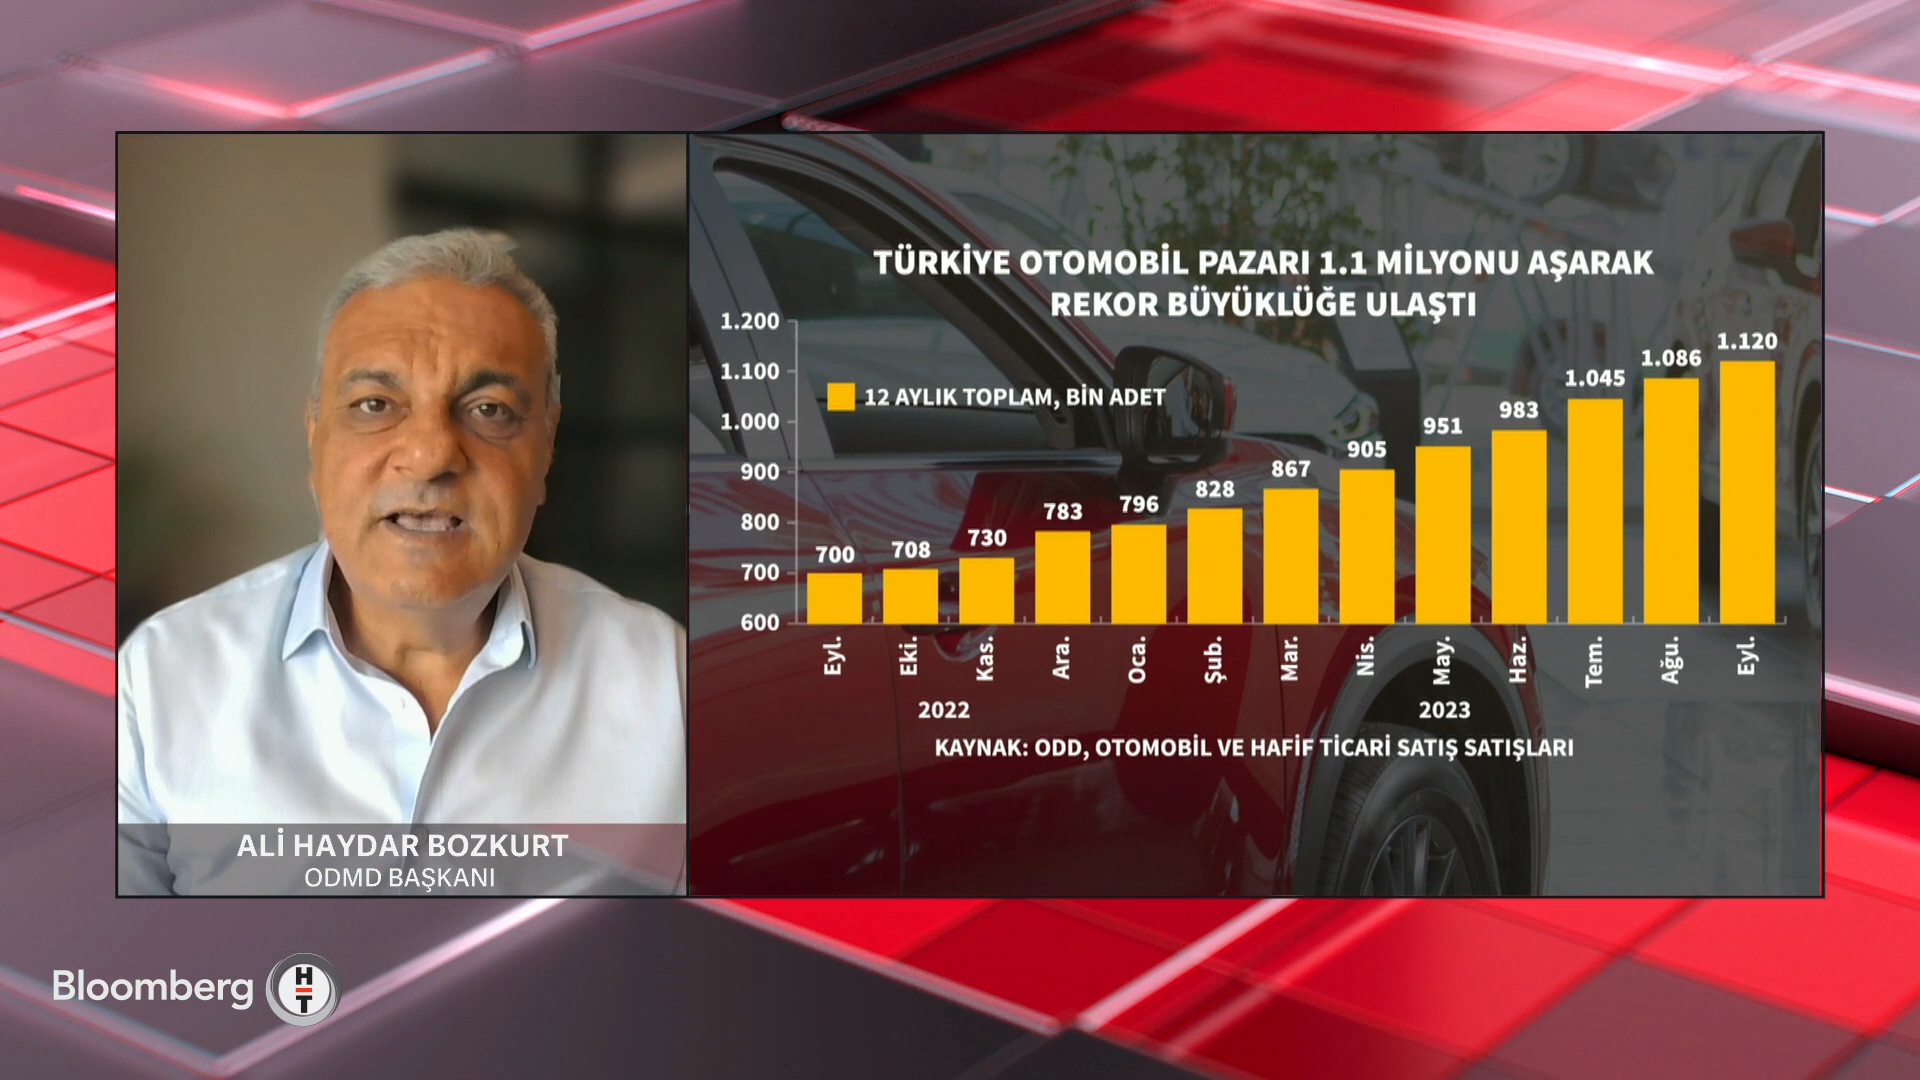 TÜRKİYE OTOMOBİL PAZARI 1.1 MİLYONU AŞARAK
REKOR BÜYÜKLÜĞE ULAŞTI
1.200
1.100
1.000
900
800
700
600
12 AYLIK TOPLAM, BİN ADET
700
708
730
783
796
828
867
905
951
983
1.045
1.086
1.120
Eyl.
Eki.
Kas.
Ara.
Oca.
Şub.
Mar.
Nis.
May.
Haz.
Tem.
Ağu.
Eyl.
2022
2023
KAYNAK: ODD, OTOMOBİL VE HAFİF TİCARİ SATIŞ SATIŞLARI
ALİ HAYDAR BOZKURT
ODMD BAŞKANI
Bloomberg HT